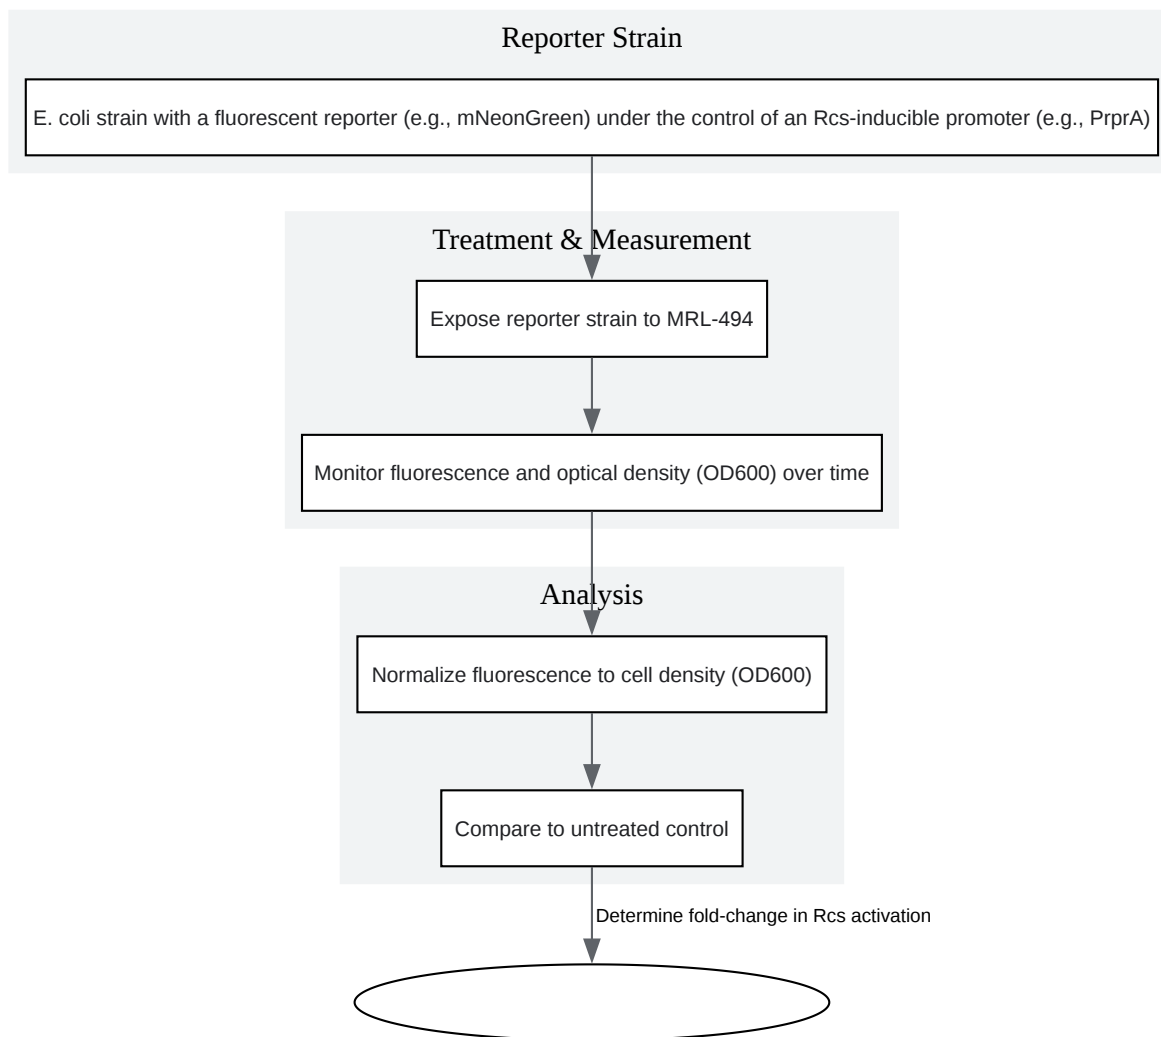 Reporter Strain
E. coli strain with a fluorescent reporter (e.g., mNeonGreen) under the control of an Rcs-inducible promoter (e.g., PrprA)
Treatment & Measurement
Expose reporter strain to MRL-494
Monitor fluorescence and optical density (OD600) over time
Analysis
Normalize fluorescence to cell density (OD600)
Compare to untreated control
Determine fold-change in Rcs activation